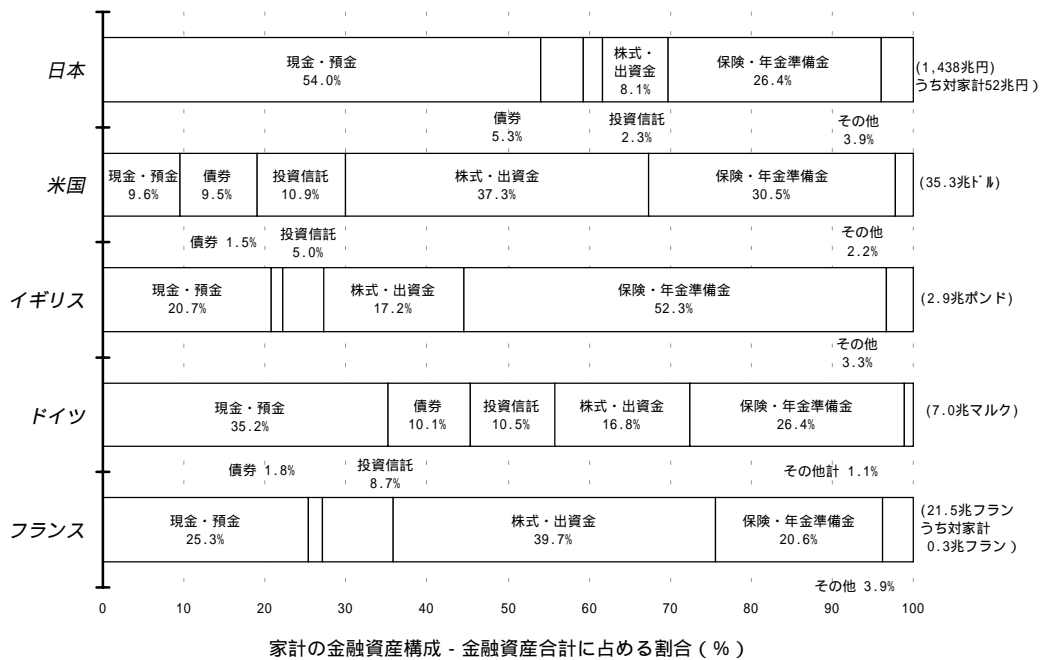 日本
現金・預金
54.0%
株式・
出資金
8.1%
保険・年金準備金
26.4%
(1,438兆円)
うち対家計52兆円）
債券
5.3%
投資信託
2.3%
その他
3.9%
米国
現金・預金
9.6%
債券
9.5%
投資信託
10.9%
株式・出資金
37.3%
保険・年金準備金
30.5%
(35.3兆ﾄﾞﾙ)
債券 1.5%
投資信託
5.0%
その他
2.2%
イギリス
現金・預金
20.7%
株式・出資金
17.2%
保険・年金準備金
52.3%
(2.9兆ポンド)
その他
3.3%
ドイツ
現金・預金
35.2%
債券
10.1%
投資信託
10.5%
株式・出資金
16.8%
保険・年金準備金
26.4%
(7.0兆マルク)
債券 1.8%
投資信託
8.7%
その他計 1.1%
フランス
現金・預金
25.3%
株式・出資金
39.7%
保険・年金準備金
20.6%
(21.5兆フラン
うち対家計
0.3兆フラン）
その他 3.9%
0 10 20 30 40 50 60 70 80 90 100
家計の金融資産構成 - 金融資産合計に占める割合（％）